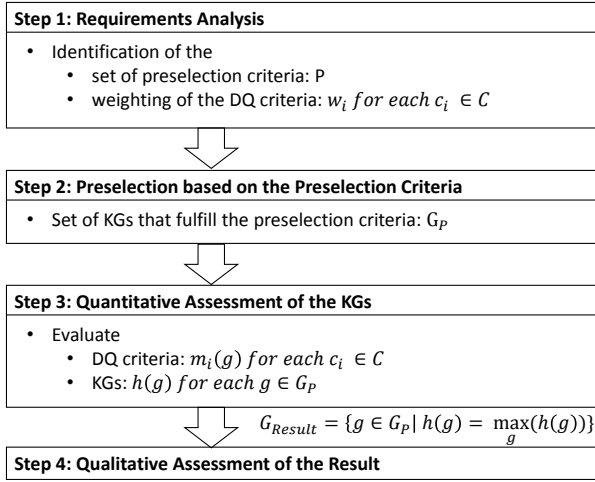 Step 1: Requirements Analysis
• Identification of the
• set of preselection criteria: P
• weighting of the DQ criteria: w_i for each c_i ∈ C
Step 2: Preselection based on the Preselection Criteria
• Set of KGs that fulfill the preselection criteria: G_P
Step 3: Quantitative Assessment of the KGs
• Evaluate
• DQ criteria: m_i(g) for each c_i ∈ C
• KGs: h(g) for each g ∈ G_P
G_Result = {g ∈ G_P| h(g) = max_g(h(g))}
Step 4: Qualitative Assessment of the Result